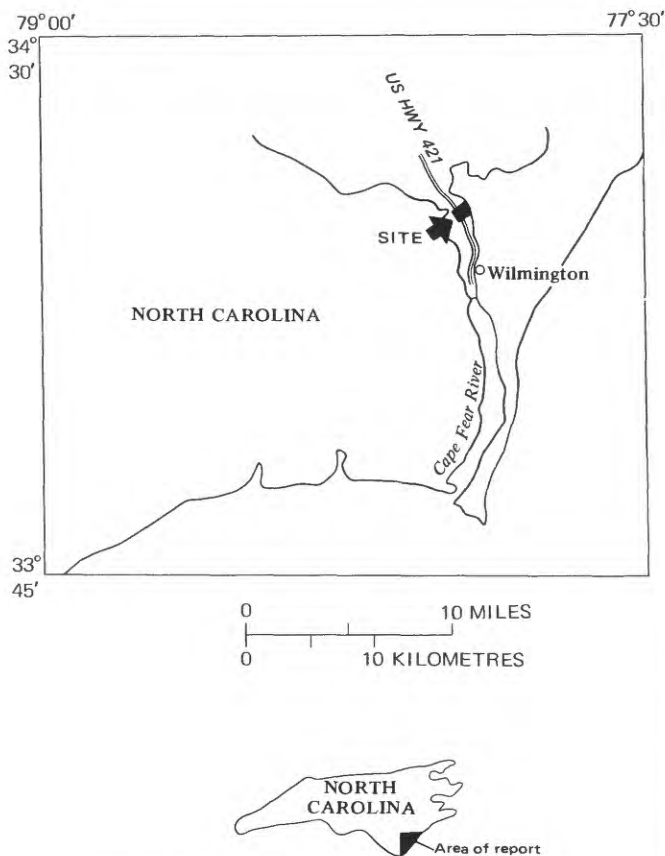 79°00′
77°30′
34°
30′
US HWY 421
SITE
Wilmington
NORTH CAROLINA
Cape Fear River
33°
45′
0 10 MILES
0 10 KILOMETRES
NORTH
CAROLINA
Area of report